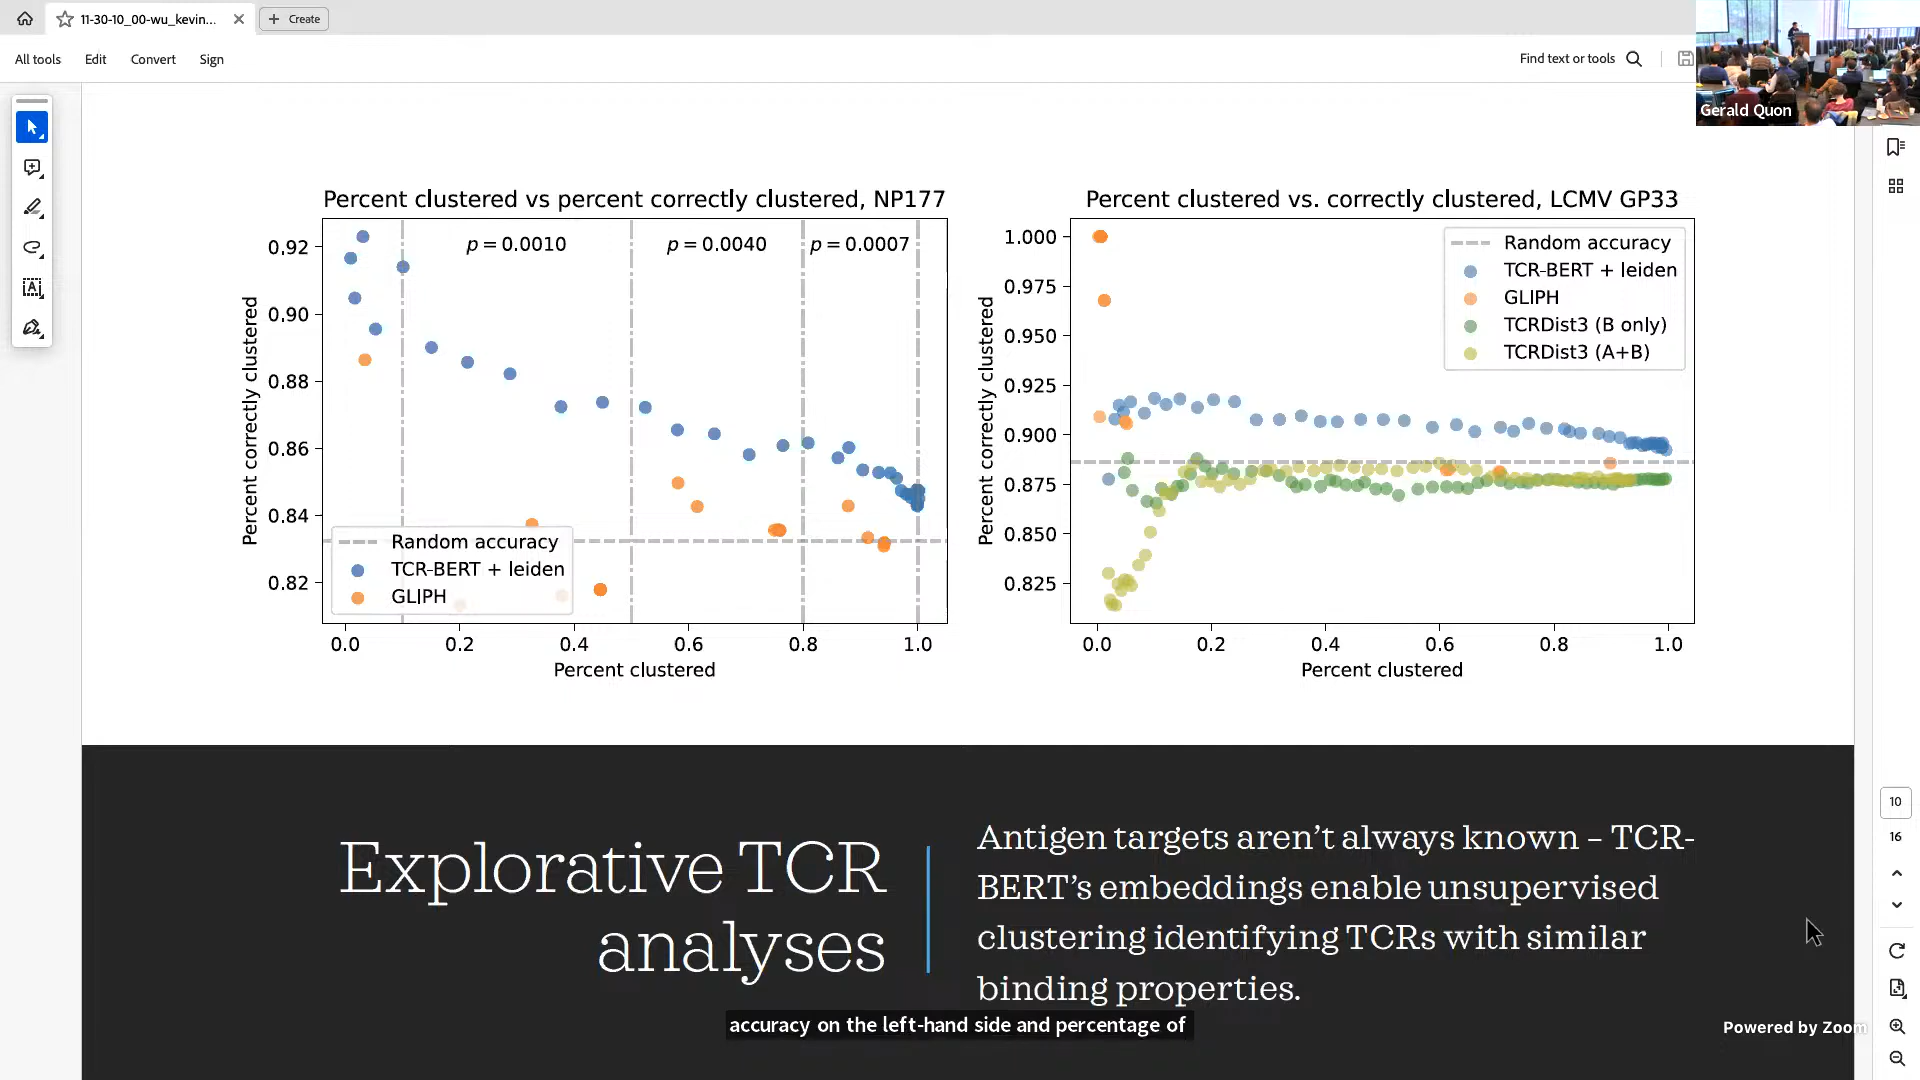 11-30-10_00-wu_kevin...
Create
All tools
Edit
Convert
Sign
Find text or tools
Gerald Quon
Percent clustered vs percent correctly clustered, NP177
p = 0.0010
p = 0.0040
p = 0.0007
0.92
0.90
0.88
0.86
0.84
0.82
Percent correctly clustered
Random accuracy
TCR-BERT + leiden
GLIPH
0.0
0.2
0.4
0.6
0.8
1.0
Percent clustered
Percent clustered vs. correctly clustered, LCMV GP33
1.000
0.975
0.950
0.925
0.900
0.875
0.850
0.825
Percent correctly clustered
Random accuracy
TCR-BERT + leiden
GLIPH
TCRDist3 (B only)
TCRDist3 (A+B)
0.0
0.2
0.4
0.6
0.8
1.0
Percent clustered
Explorative TCR
analyses
Antigen targets aren’t always known – TCR-
BERT’s embeddings enable unsupervised
clustering identifying TCRs with similar
binding properties.
accuracy on the left-hand side and percentage of
10
16
Powered by Zoom